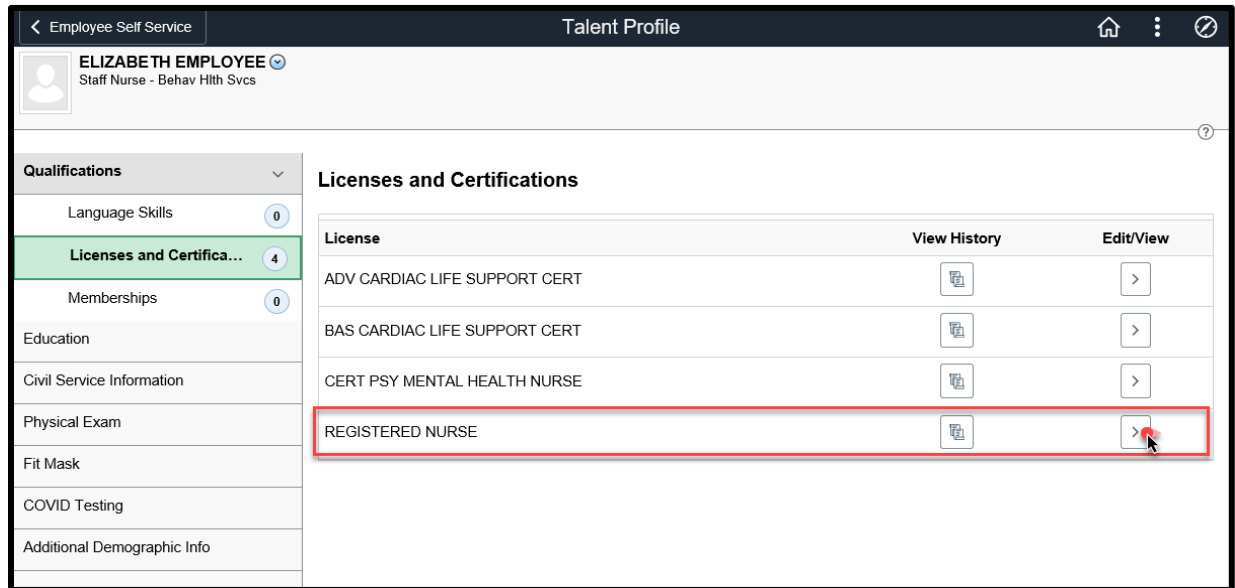 Employee Self Service
Talent Profile
ELIZABETH EMPLOYEE
Staff Nurse - Behav Hlth Svcs
?
Qualifications
Language Skills 0
Licenses and Certifica... 4
Memberships 0
Education
Civil Service Information
Physical Exam
Fit Mask
COVID Testing
Additional Demographic Info
Licenses and Certifications
License View History Edit/View
ADV CARDIAC LIFE SUPPORT CERT
BAS CARDIAC LIFE SUPPORT CERT
CERT PSY MENTAL HEALTH NURSE
REGISTERED NURSE